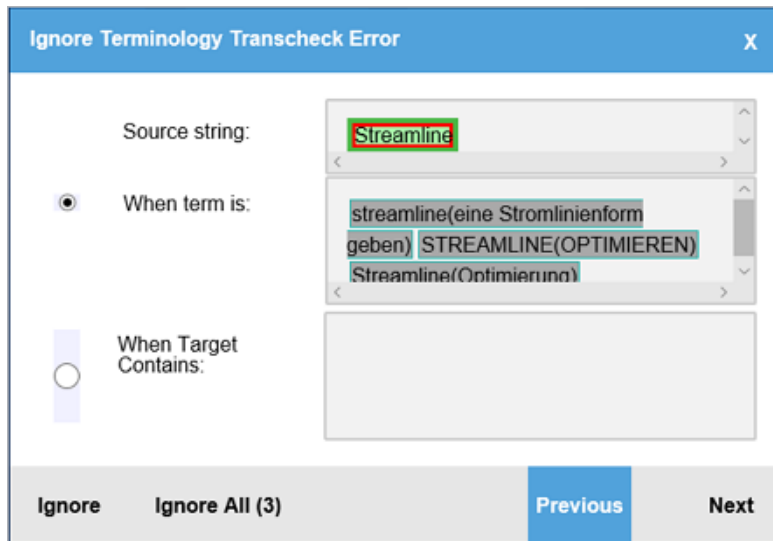 Ignore Terminology Transcheck Error X
Source string:
Streamline
When term is:
streamline(eine Stromlinienform
geben) STREAMLINE(OPTIMIEREN)
Streamline(Optimierung)
When Target
Contains:
Ignore Ignore All (3) Previous Next